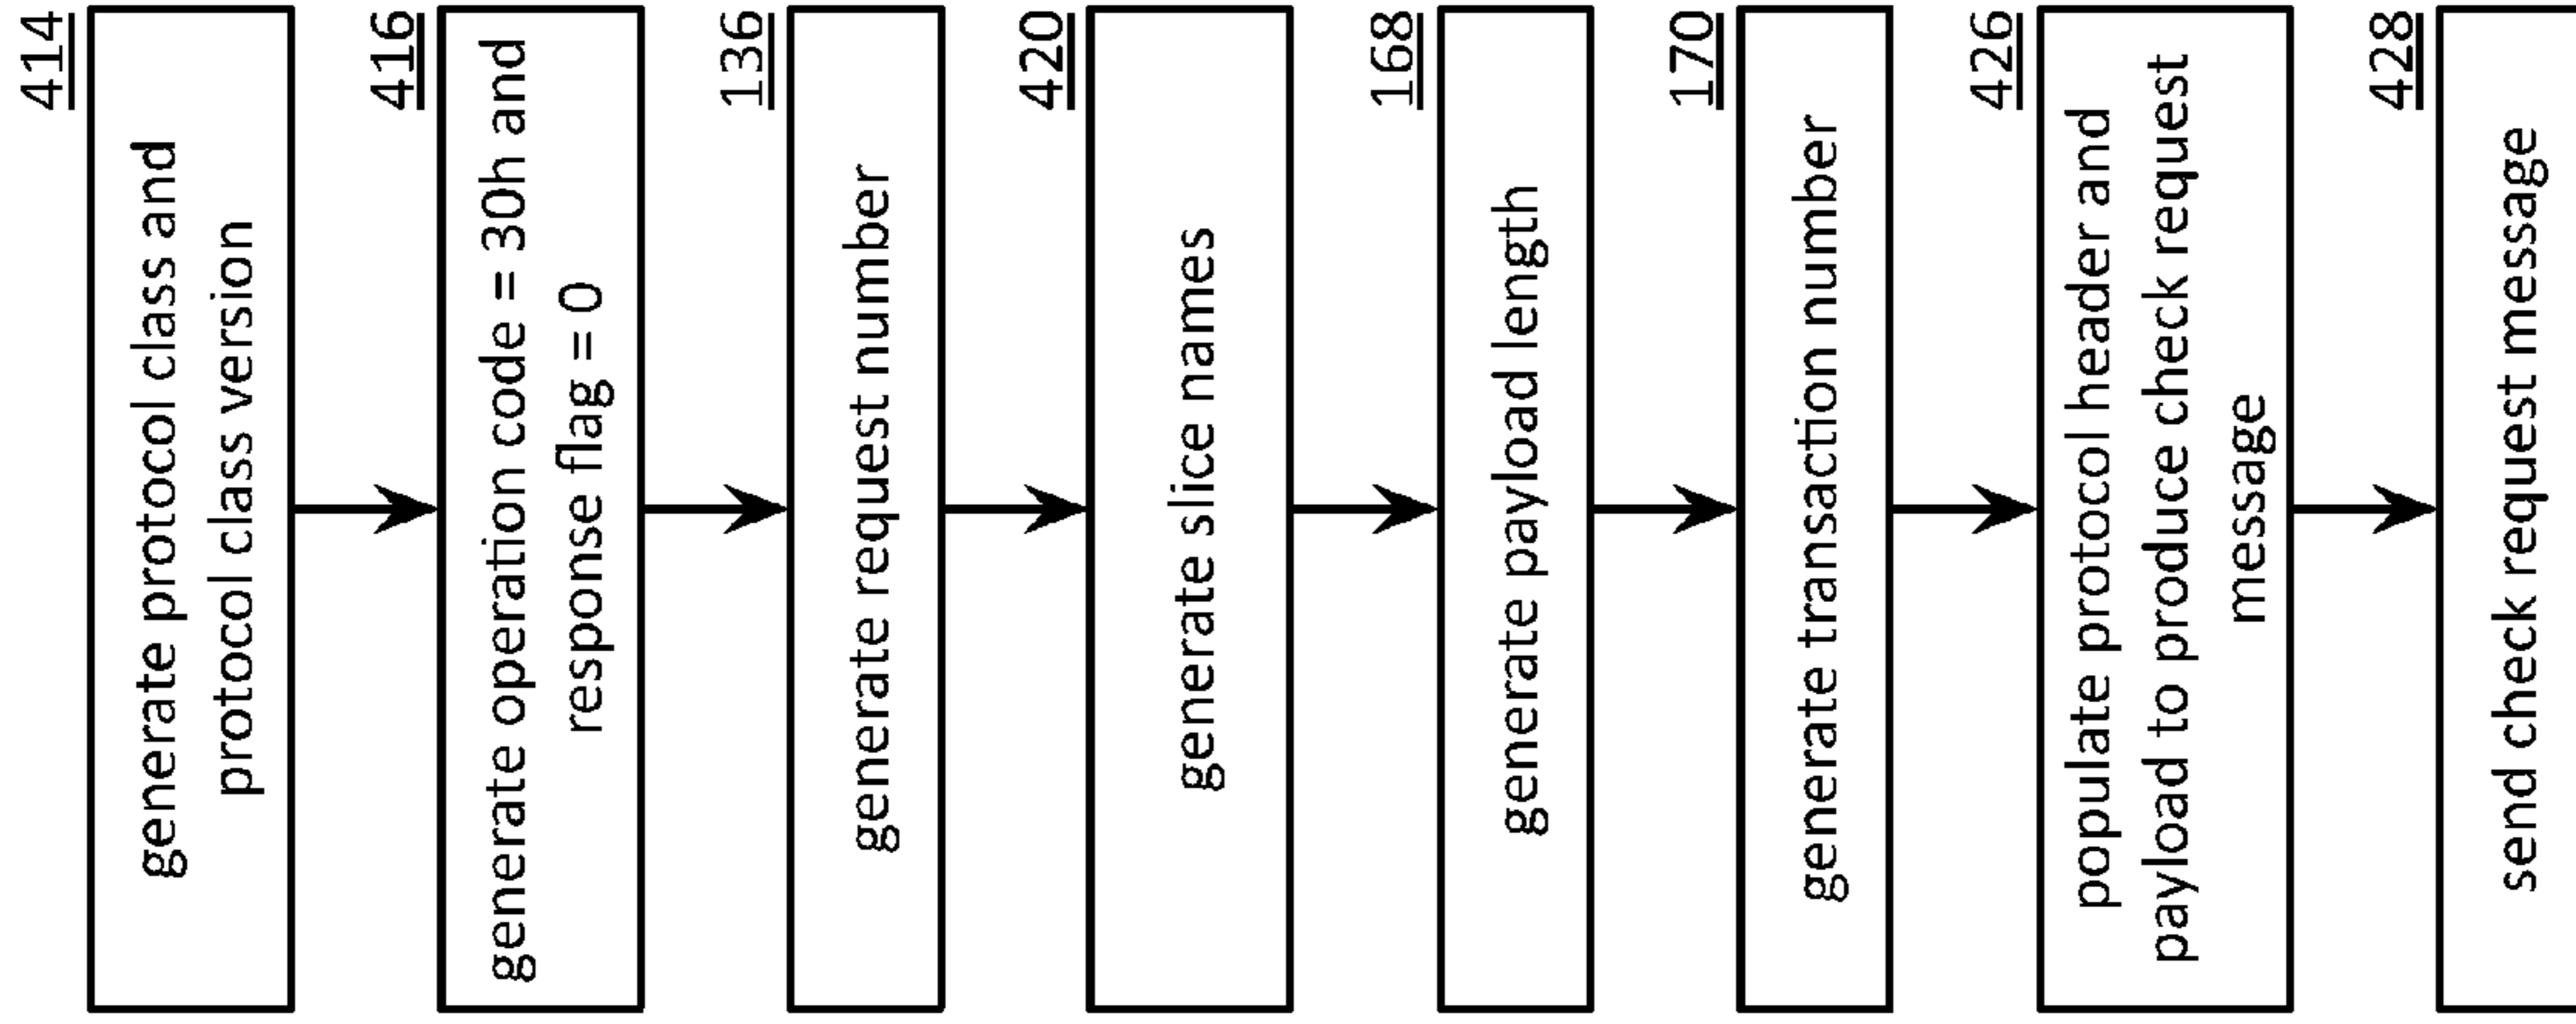 414
generate protocol class and
protocol class version
416
generate operation code = 30h and
response flag = 0
136
generate request number
420
generate slice names
168
generate payload length
170
generate transaction number
426
populate protocol header and
payload to produce check request
message
428
send check request message